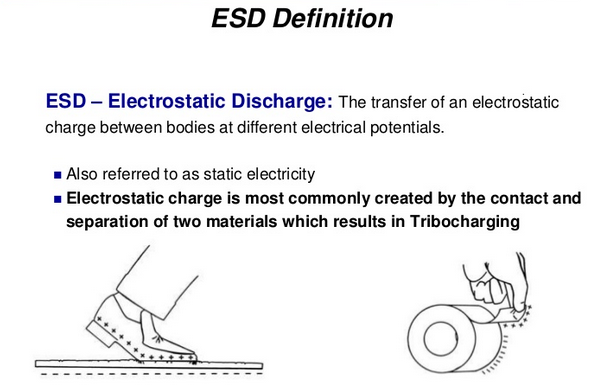 ESD Definition
ESD – Electrostatic Discharge: The transfer of an electrostatic
charge between bodies at different electrical potentials.
■ Also referred to as static electricity
■ Electrostatic charge is most commonly created by the contact and
separation of two materials which results in Tribocharging